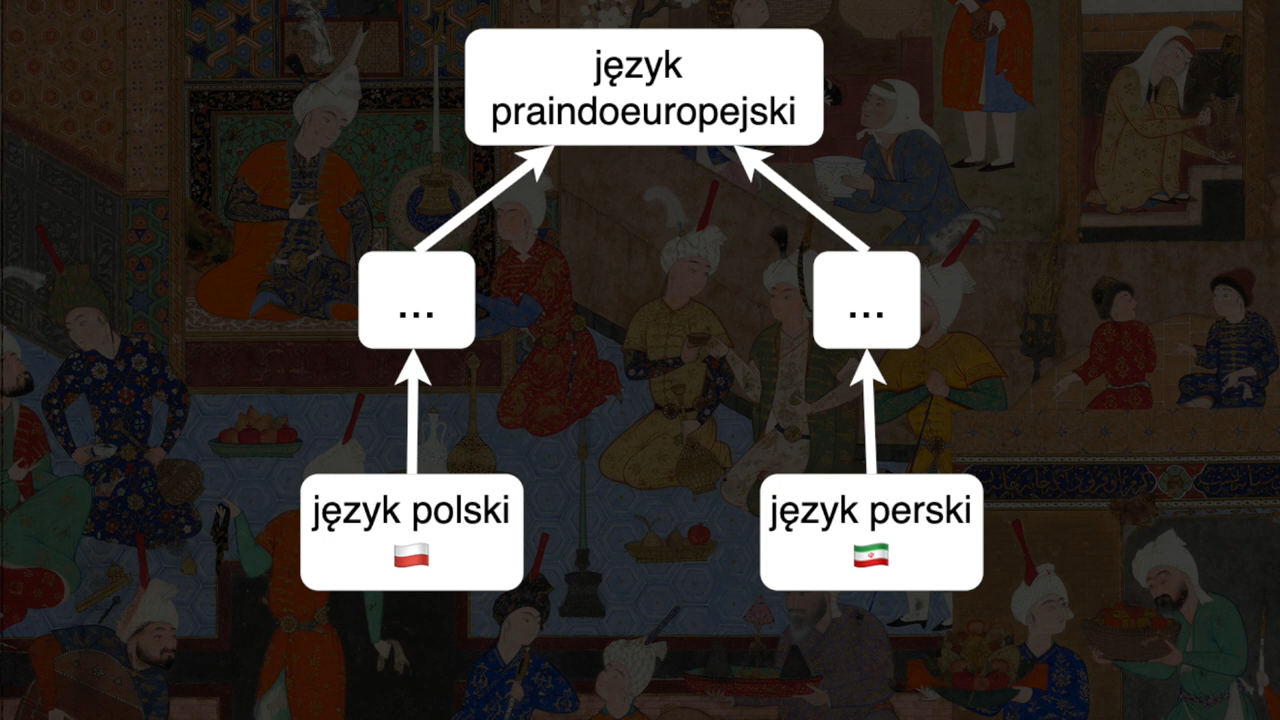 język
praindoeuropejski
...
...
język polski
język perski